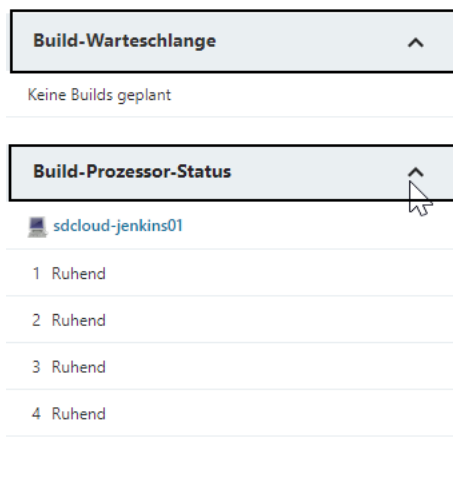 Build-Warteschlange
Keine Builds geplant
Build-Prozessor-Status
sdcloud-jenkins01
1 Ruhend
2 Ruhend
3 Ruhend
4 Ruhend